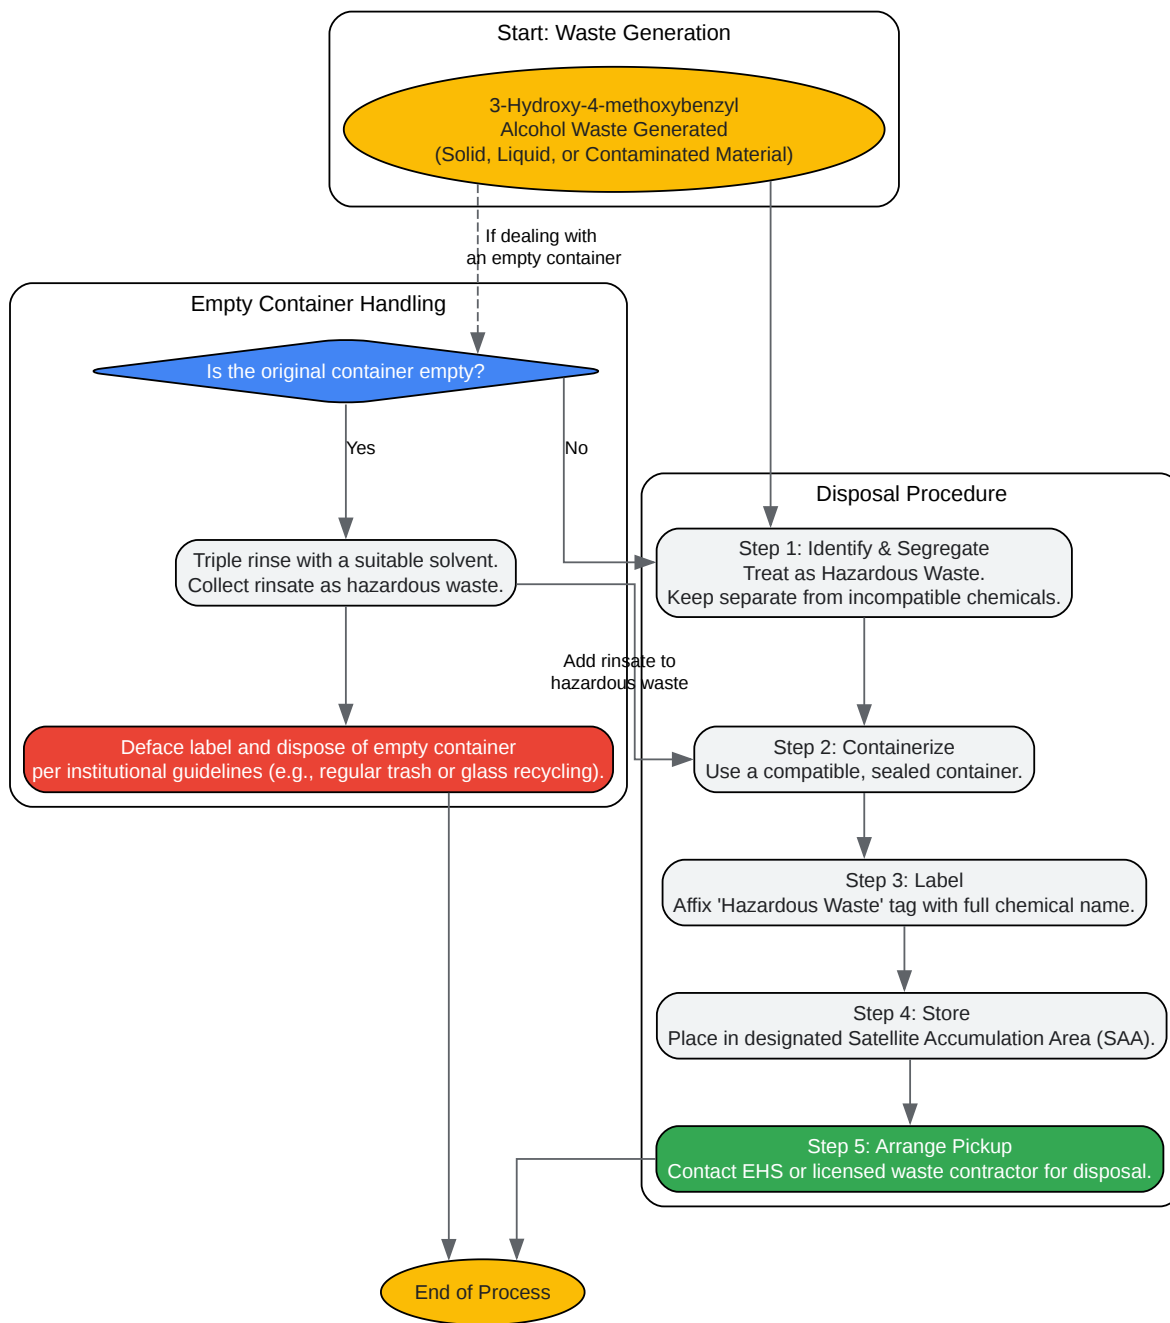 Start: Waste Generation
3-Hydroxy-4-methoxybenzyl
Alcohol Waste Generated
(Solid, Liquid, or Contaminated Material)
If dealing with
an empty container
Empty Container Handling
Is the original container empty?
Yes
No
Triple rinse with a suitable solvent.
Collect rinsate as hazardous waste.
Add rinsate to
hazardous waste
Deface label and dispose of empty container
per institutional guidelines (e.g., regular trash or glass recycling).
Disposal Procedure
Step 1: Identify & Segregate
Treat as Hazardous Waste.
Keep separate from incompatible chemicals.
Step 2: Containerize
Use a compatible, sealed container.
Step 3: Label
Affix 'Hazardous Waste' tag with full chemical name.
Step 4: Store
Place in designated Satellite Accumulation Area (SAA).
Step 5: Arrange Pickup
Contact EHS or licensed waste contractor for disposal.
End of Process